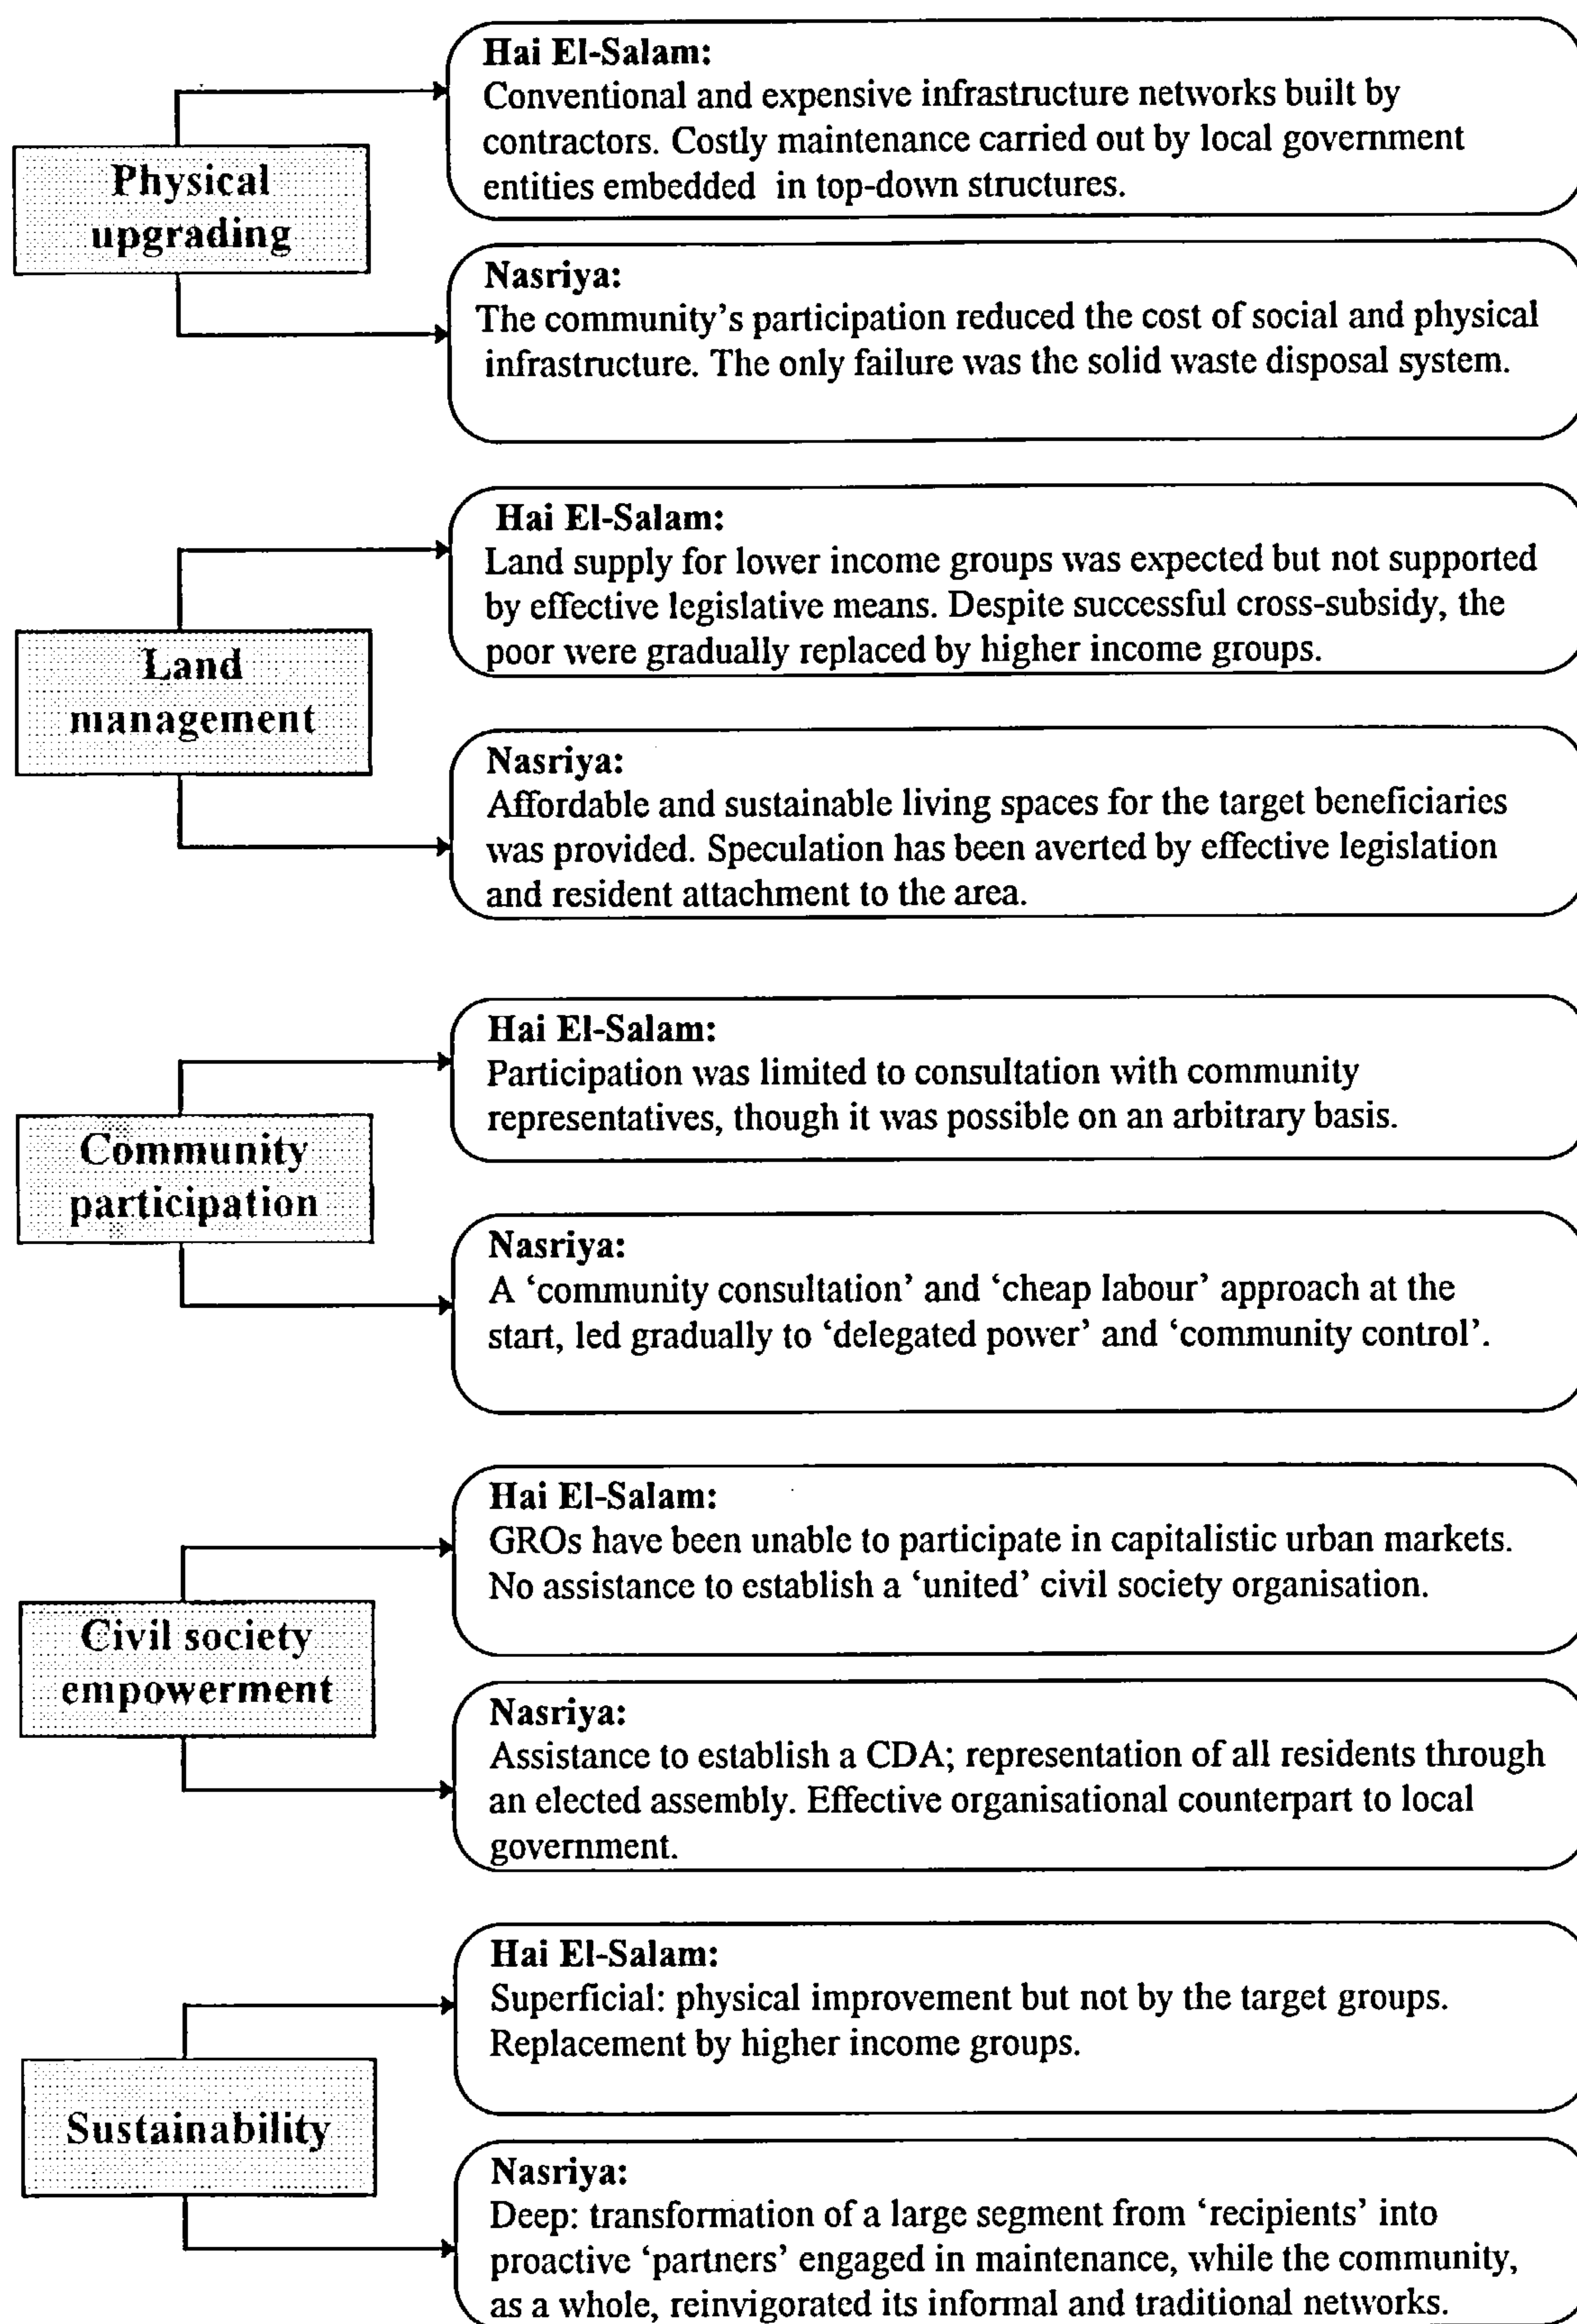 Physical
upgrading
Hai El-Salam:
Conventional and expensive infrastructure networks built by
contractors. Costly maintenance carried out by local government
entities embedded in top-down structures.
Nasriya:
The community's participation reduced the cost of social and physical
infrastructure. The only failure was the solid waste disposal system.
Land
management
Hai El-Salam:
Land supply for lower income groups was expected but not supported
by effective legislative means. Despite successful cross-subsidy, the
poor were gradually replaced by higher income groups.
Nasriya:
Affordable and sustainable living spaces for the target beneficiaries
was provided. Speculation has been averted by effective legislation
and resident attachment to the area.
Community
participation
Hai El-Salam:
Participation was limited to consultation with community
representatives, though it was possible on an arbitrary basis.
Nasriya:
A ‘community consultation’ and ‘cheap labour’ approach at the
start, led gradually to ‘delegated power’ and ‘community control’.
Civil society
empowerment
Hai El-Salam:
GROs have been unable to participate in capitalistic urban markets.
No assistance to establish a ‘united’ civil society organisation.
Nasriya:
Assistance to establish a CDA; representation of all residents through
an elected assembly. Effective organisational counterpart to local
government.
Sustainability
Hai El-Salam:
Superficial: physical improvement but not by the target groups.
Replacement by higher income groups.
Nasriya:
Deep: transformation of a large segment from ‘recipients’ into
proactive ‘partners’ engaged in maintenance, while the community,
as a whole, reinvigorated its informal and traditional networks.